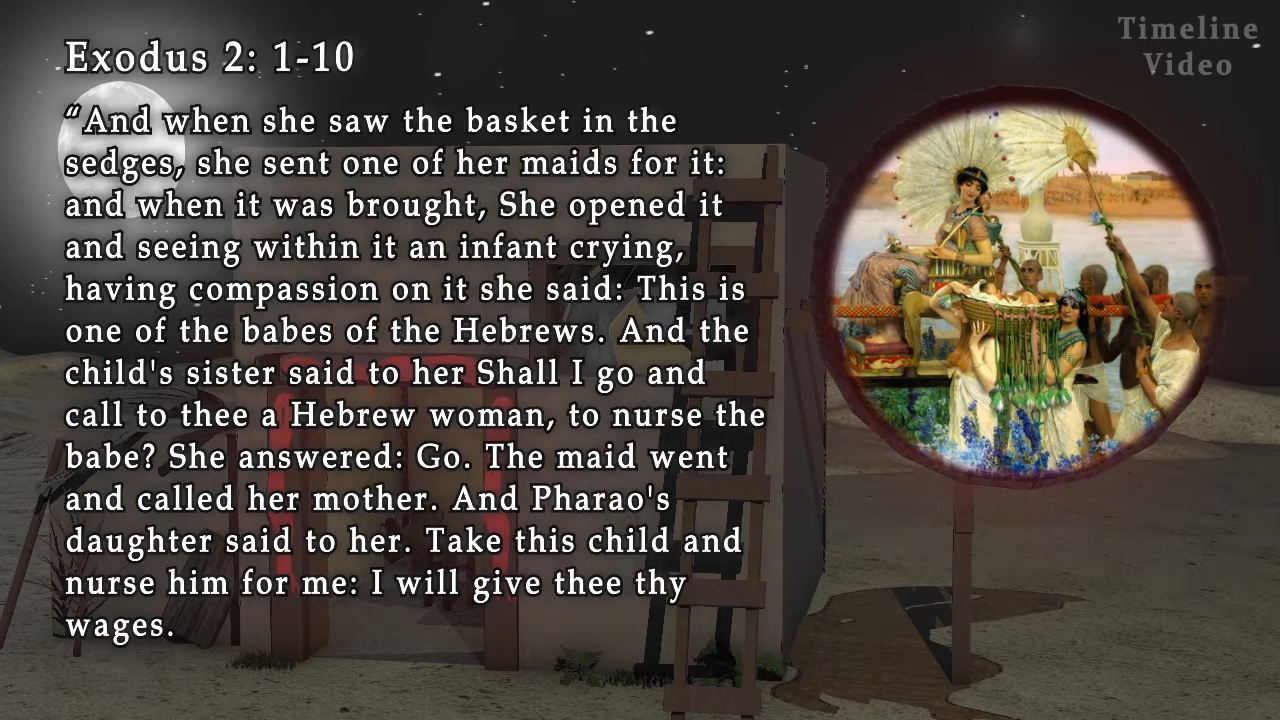 Timeline
Video
Exodus 2: 1-10
“And when she saw the basket in the
sedges, she sent one of her maids for it:
and when it was brought, She opened it
and seeing within it an infant crying,
having compassion on it she said: This is
one of the babes of the Hebrews. And the
child's sister said to her Shall I go and
call to thee a Hebrew woman, to nurse the
babe? She answered: Go. The maid went
and called her mother. And Pharao's
daughter said to her. Take this child and
nurse him for me: I will give thee thy
wages.